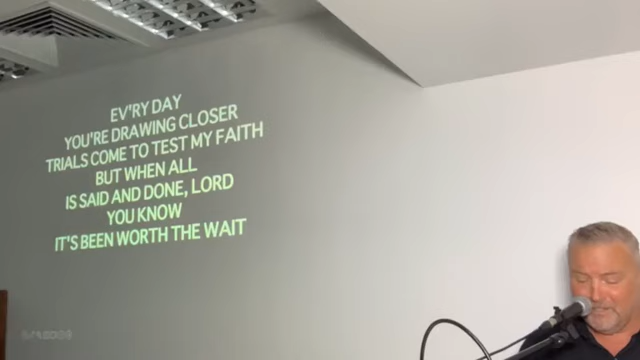 EV'RY DAY
YOU'RE DRAWING CLOSER
TRIALS COME TO TEST MY FAITH
BUT WHEN ALL
IS SAID AND DONE, LORD
YOU KNOW
IT'S BEEN WORTH THE WAIT